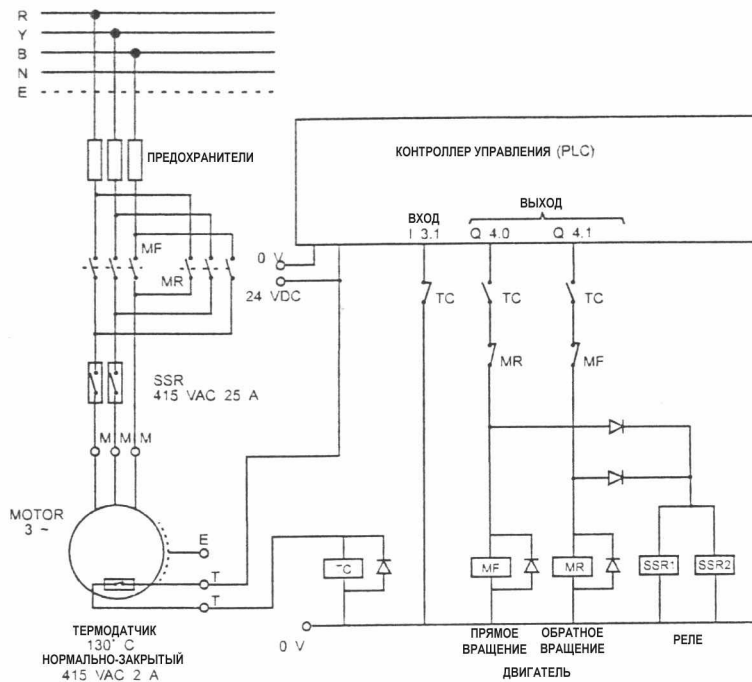 R
Y
B
N
E
ПРЕДОХРАНИТЕЛИ
КОНТРОЛЛЕР УПРАВЛЕНИЯ (PLC)
ВХОД
ВЫХОД
I 3.1
Q 4.0
Q 4.1
MF
MR
0 V
24 VDC
TC
TC
TC
MR
MF
SSR
415 VAC 25 A
M
M
M
MOTOR
3 ~
E
T
T
TC
MF
MR
SSR1
SSR2
ТЕРМОДАТЧИК
130° C
НОРМАЛЬНО-ЗАКРЫТЫЙ
415 VAC 2 A
0 V
ПРЯМОЕ
ВРАЩЕНИЕ
ОБРАТНОЕ
ВРАЩЕНИЕ
РЕЛЕ
ДВИГАТЕЛЬ